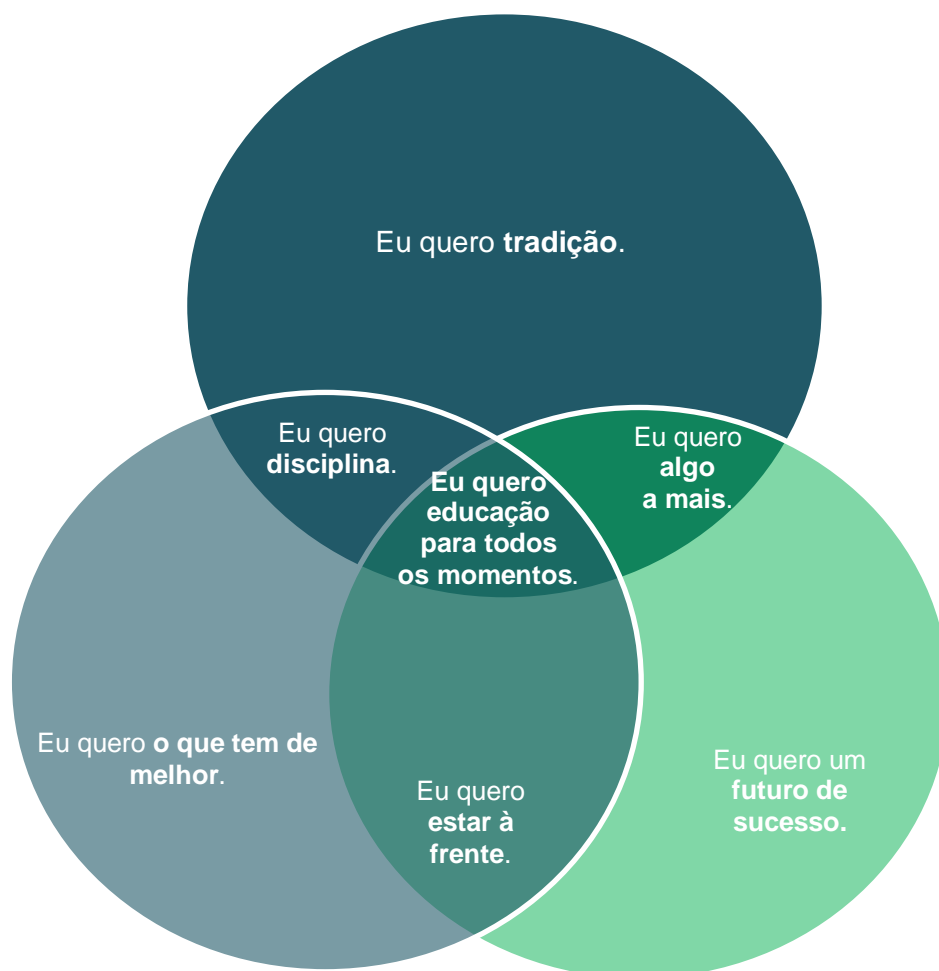 Eu quero tradição.
Eu quero
disciplina.
Eu quero
algo
a mais.
Eu quero
educação
para todos
os momentos.
Eu quero o que tem de
melhor.
Eu quero
estar à
frente.
Eu quero um
futuro de
sucesso.